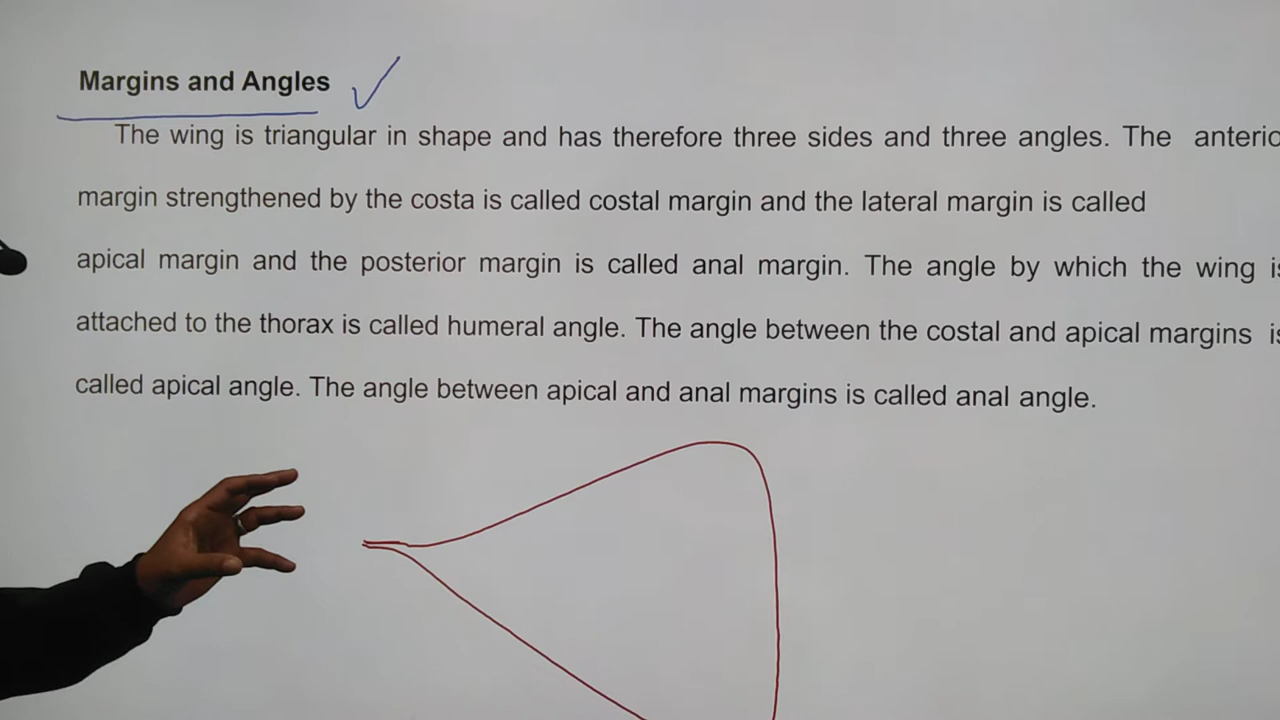 Margins and Angles
The wing is triangular in shape and has therefore three sides and three angles. The
margin strengthened by the costa is called costal margin and the lateral margin is called
apical margin and the posterior margin is called anal margin. The angle by which the wing is
attached to the thorax is called humeral angle. The angle between the costal and apical margins is
called apical angle. The angle between apical and anal margins is called anal angle.